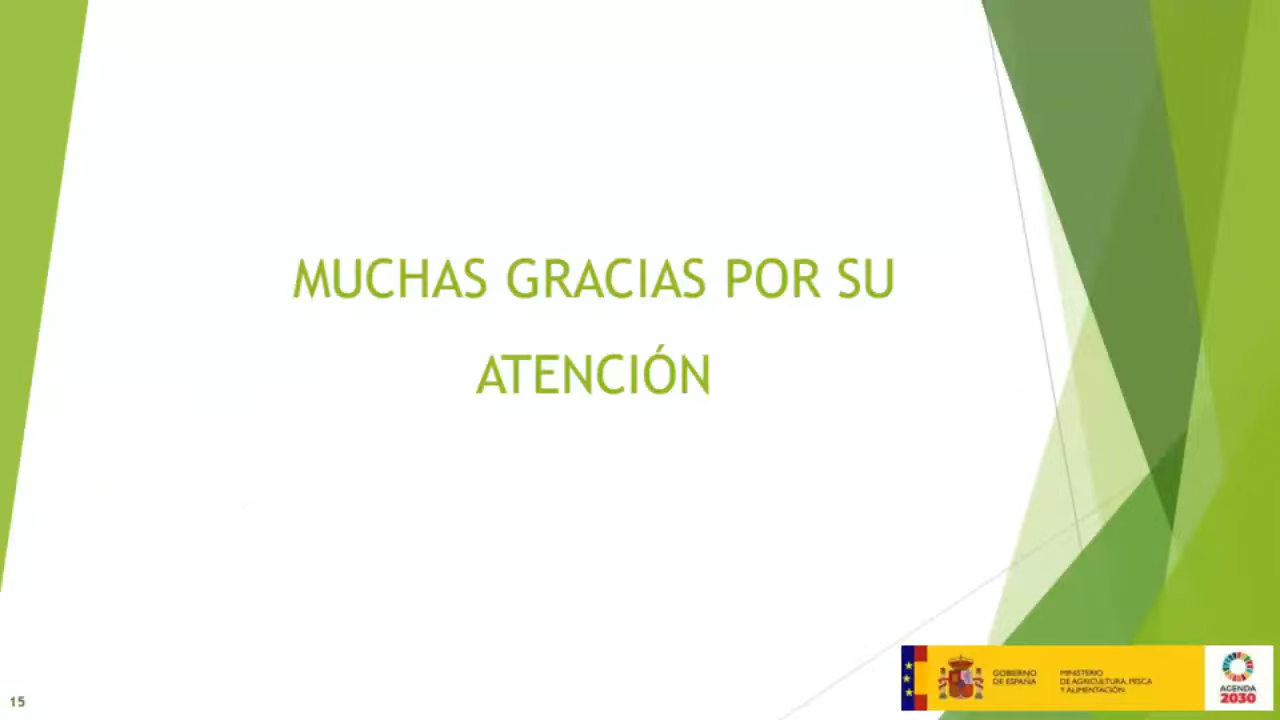 MUCHAS GRACIAS POR SU
ATENCIÓN
15
GOBIERNO
DE ESPAÑA
MINISTERIO
DE AGRICULTURA, PESCA
Y ALIMENTACIÓN
AGENDA
2030